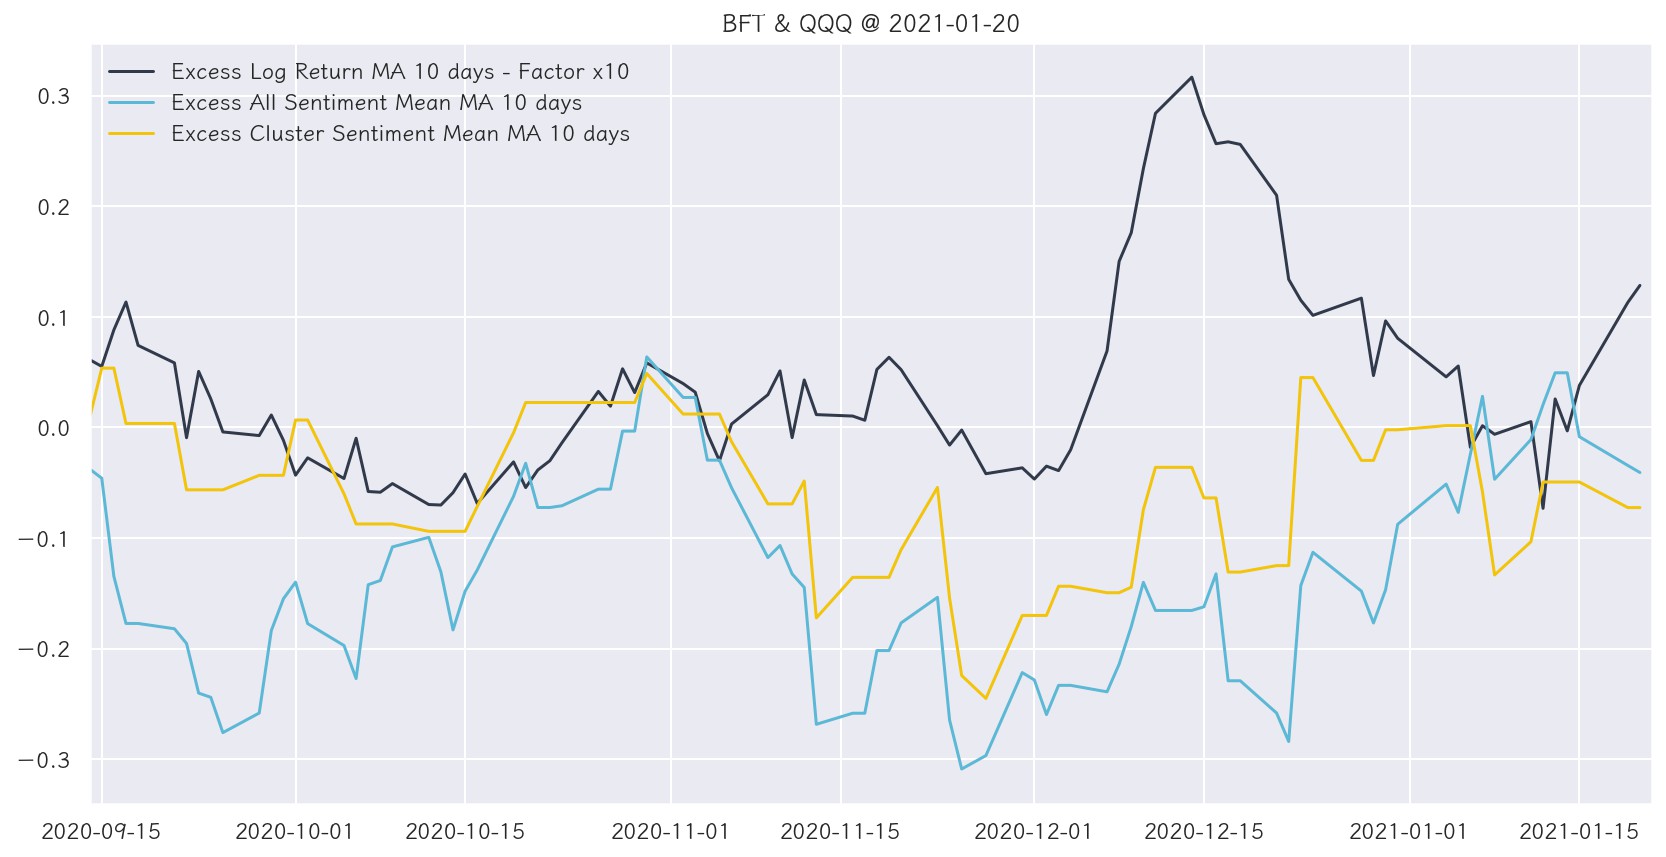 BFT & QQQ @ 2021-01-20
Excess Log Return MA 10 days - Factor x10
Excess All Sentiment Mean MA 10 days
Excess Cluster Sentiment Mean MA 10 days
0.3
0.2
0.1
0.0
−0.1
−0.2
−0.3
2020-09-15 2020-10-01 2020-10-15 2020-11-01 2020-11-15 2020-12-01 2020-12-15 2021-01-01 2021-01-15